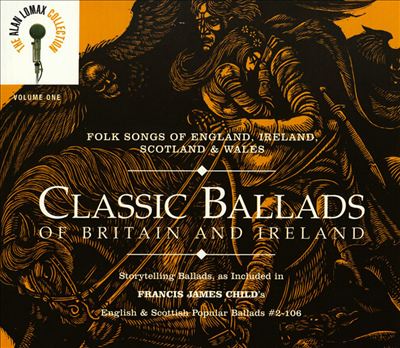 THE ALAN LOMAX COLLECTION
VOLUME ONE
FOLK SONGS OF ENGLAND, IRELAND,
SCOTLAND & WALES
CLASSIC BALLADS
OF BRITAIN AND IRELAND
Storytelling Ballads, as Included in
FRANCIS JAMES CHILD's
English & Scottish Popular Ballads #2-106